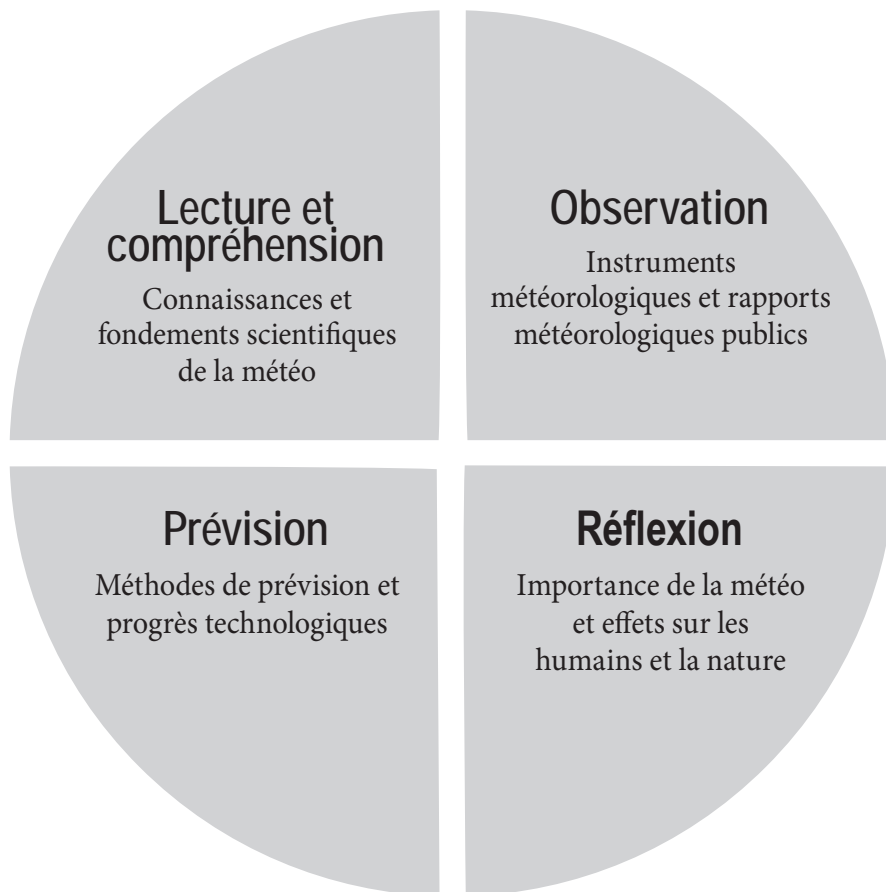 Lecture et
compréhension
Connaissances et
fondements scientifiques
de la météo
Observation
Instruments
météorologiques et rapports
météorologiques publics
Prévision
Méthodes de prévision et
progrès technologiques
Réflexion
Importance de la météo
et effets sur les
humains et la nature